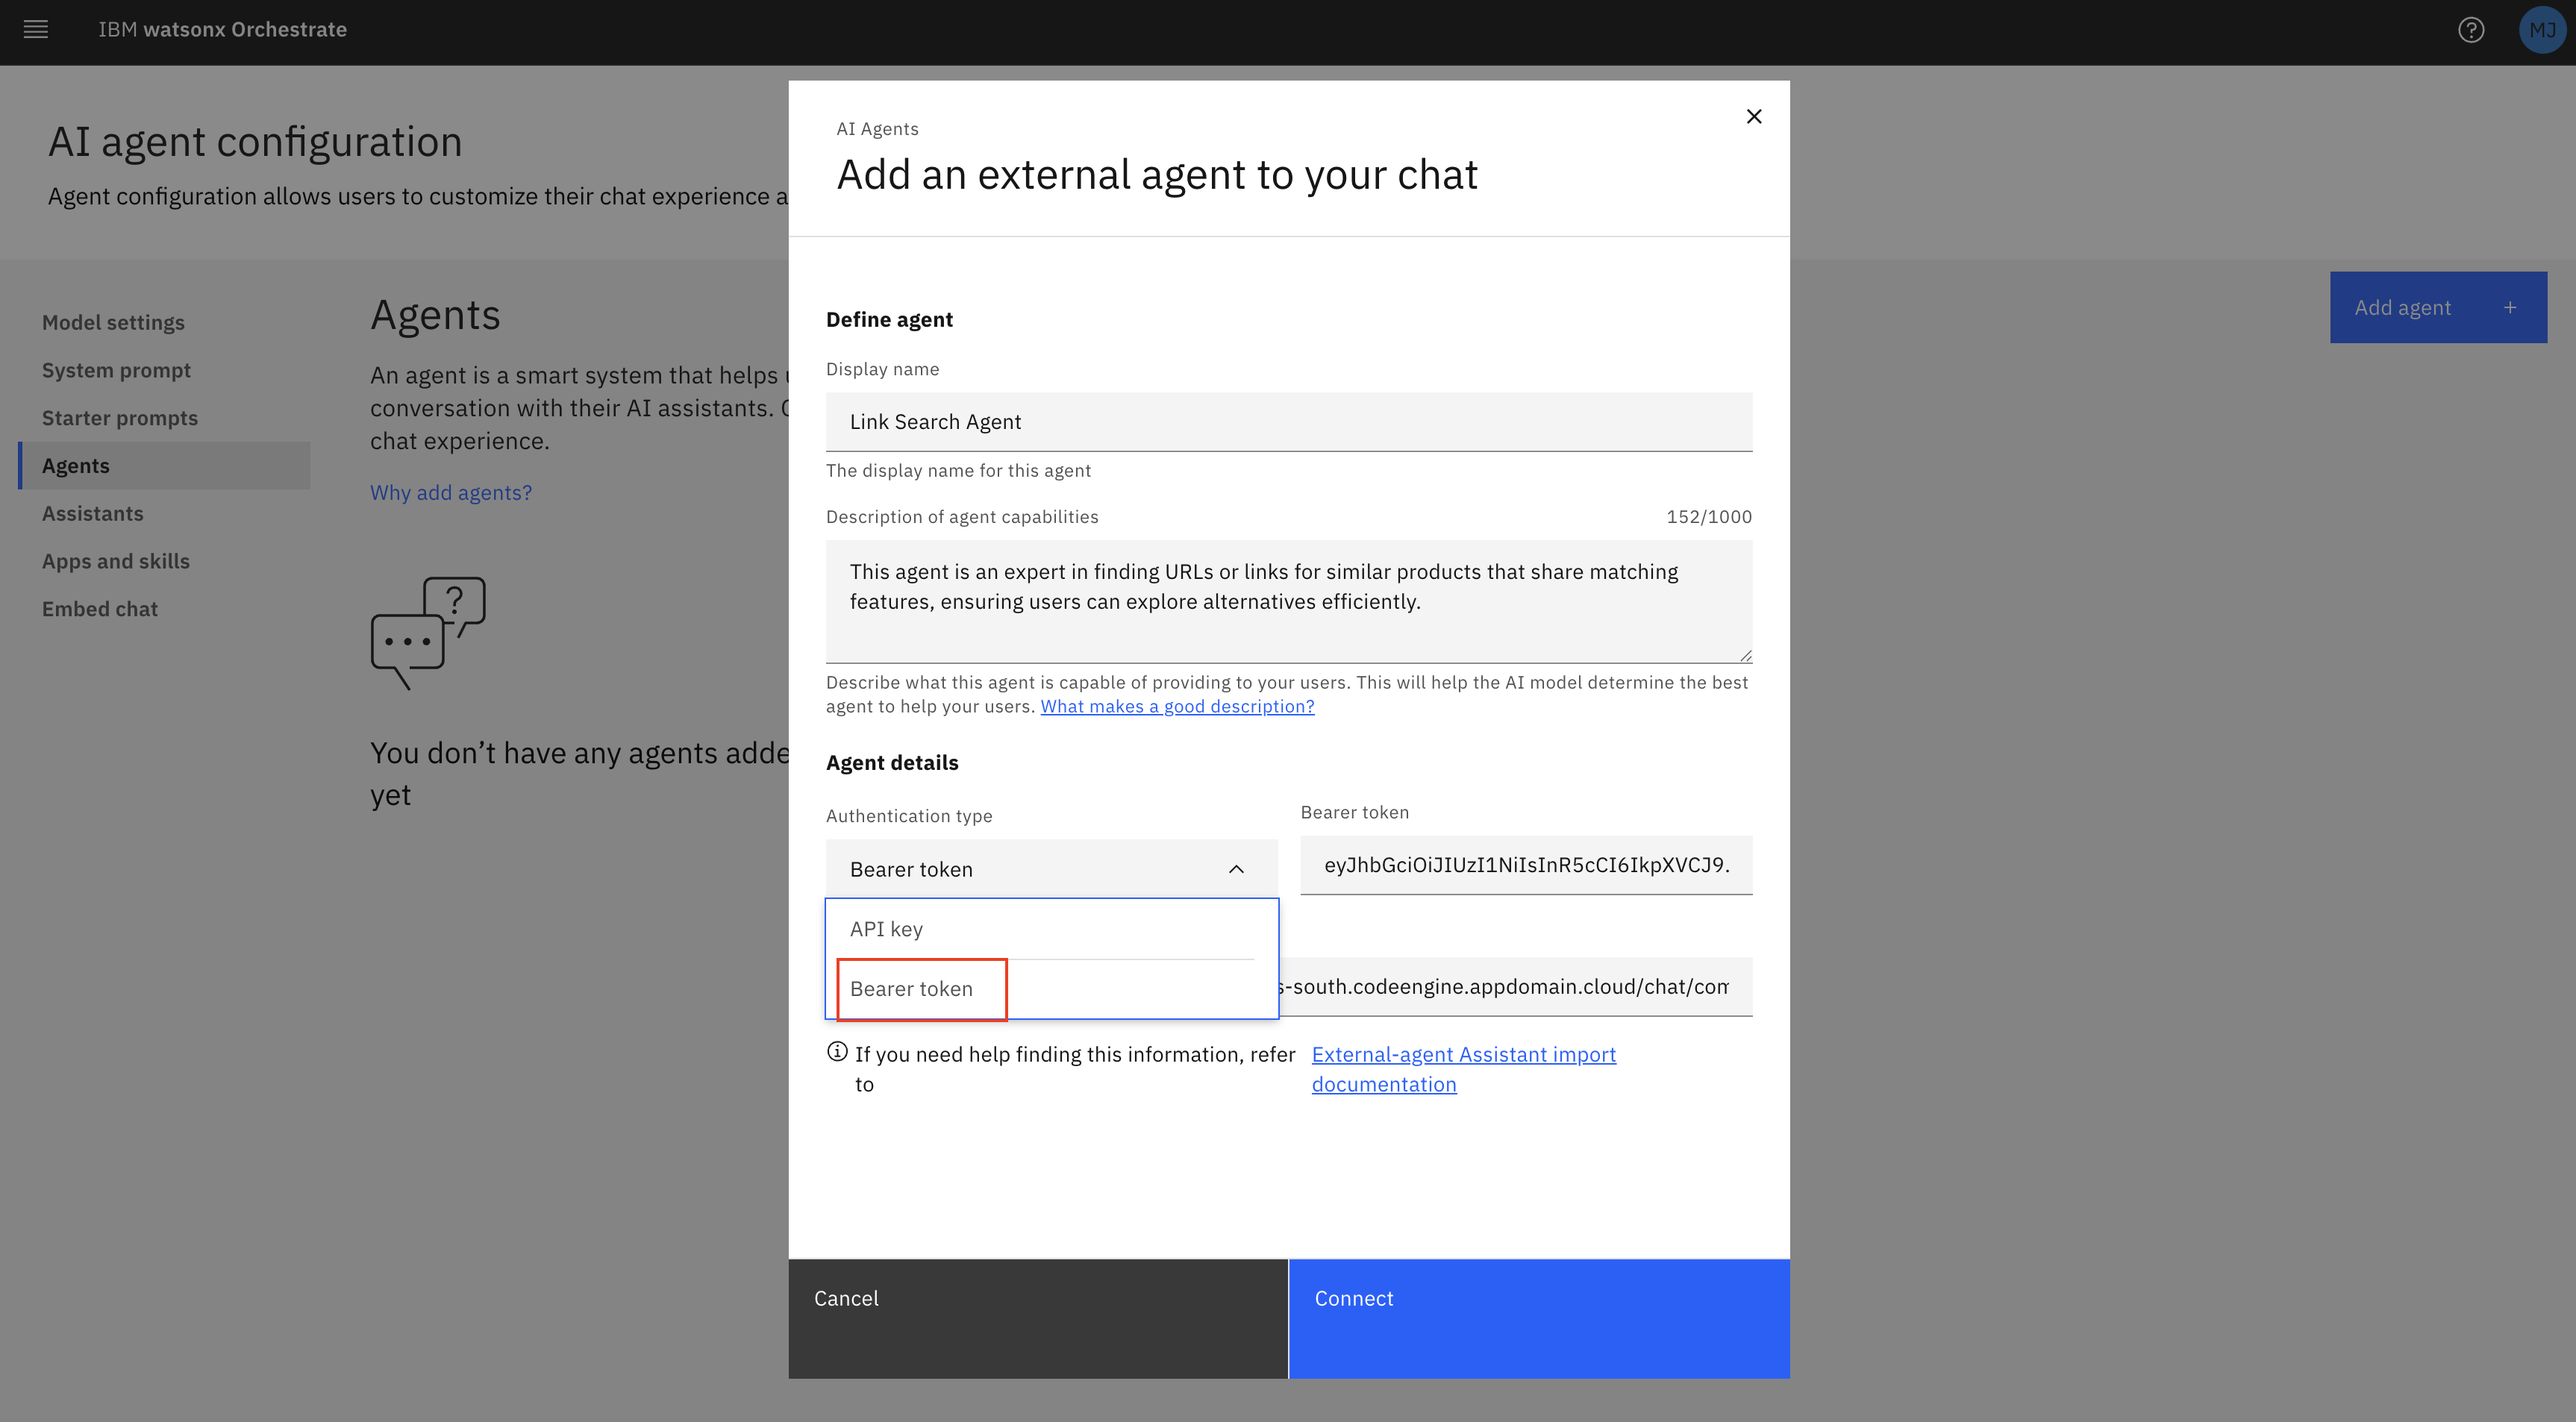 IBM watsonx Orchestrate
MJ
AI agent configuration
Agent configuration allows users to customize their chat experience a
Model settings
System prompt
Starter prompts
Agents
Assistants
Apps and skills
Embed chat
Agents
An agent is a smart system that helps
conversation with their AI assistants.
chat experience.
Why add agents?
?
You don’t have any agents adde
yet
Add agent +
AI Agents
Add an external agent to your chat
Define agent
Display name
Link Search Agent
The display name for this agent
Description of agent capabilities 152/1000
This agent is an expert in finding URLs or links for similar products that share matching
features, ensuring users can explore alternatives efficiently.
Describe what this agent is capable of providing to your users. This will help the AI model determine the best
agent to help your users. What makes a good description?
Agent details
Authentication type
Bearer token
API key
Bearer token
Bearer token
eyJhbGciOiJIUzI1NiIsInR5cCI6IkpXVCJ9.
s-south.codeengine.appdomain.cloud/chat/com
If you need help finding this information, refer
to
External-agent Assistant import
documentation
Cancel
Connect